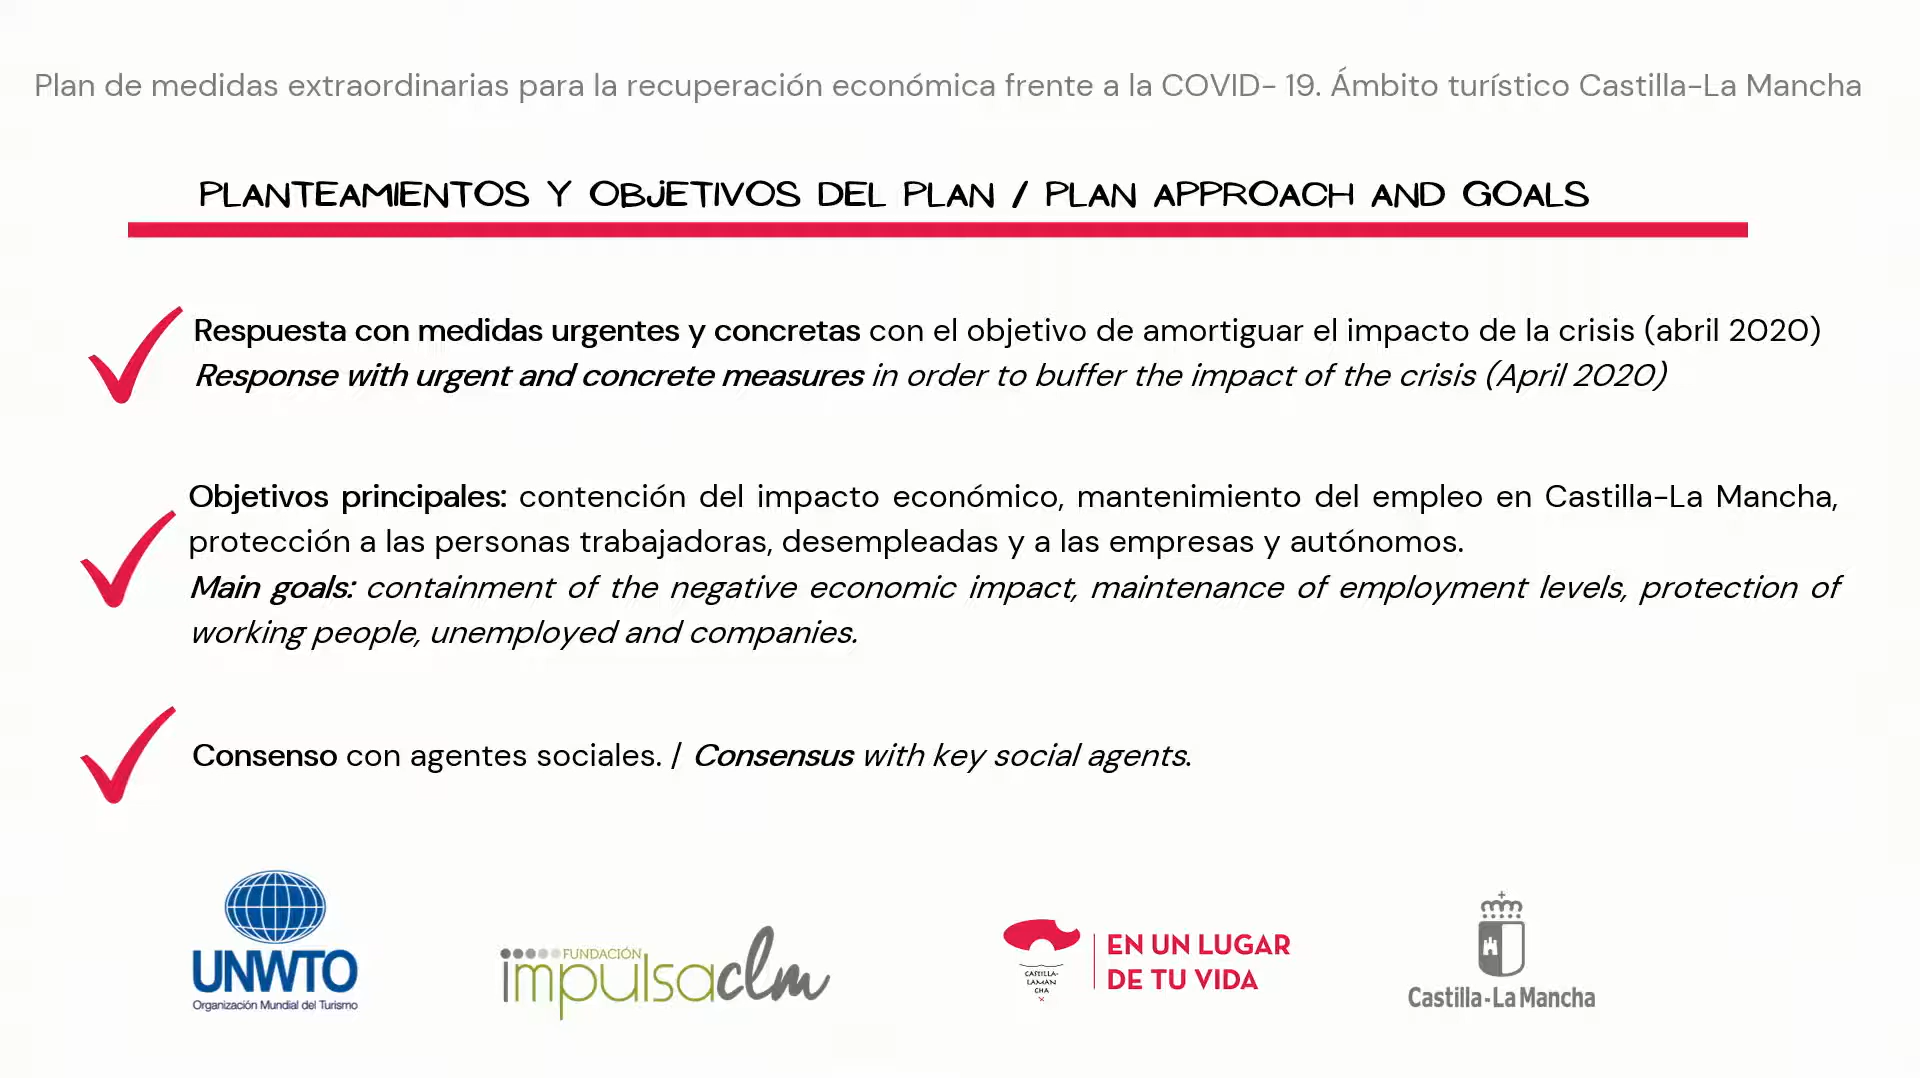 Plan de medidas extraordinarias para la recuperación económica frente a la COVID- 19. Ámbito turístico Castilla-La Mancha
PLANTEAMIENTOS Y OBJETIVOS DEL PLAN / PLAN APPROACH AND GOALS
Respuesta con medidas urgentes y concretas con el objetivo de amortiguar el impacto de la crisis (abril 2020)
Response with urgent and concrete measures in order to buffer the impact of the crisis (April 2020)
Objetivos principales: contención del impacto económico, mantenimiento del empleo en Castilla-La Mancha,
protección a las personas trabajadoras, desempleadas y a las empresas y autónomos.
Main goals: containment of the negative economic impact, maintenance of employment levels, protection of
working people, unemployed and companies.
Consenso con agentes sociales. / Consensus with key social agents.
UNWTO
Organización Mundial del Turismo
FUNDACIÓN
impulsaclm
CASTILLA-
LAMAN
CHA
EN UN LUGAR
DE TU VIDA
Castilla-La Mancha